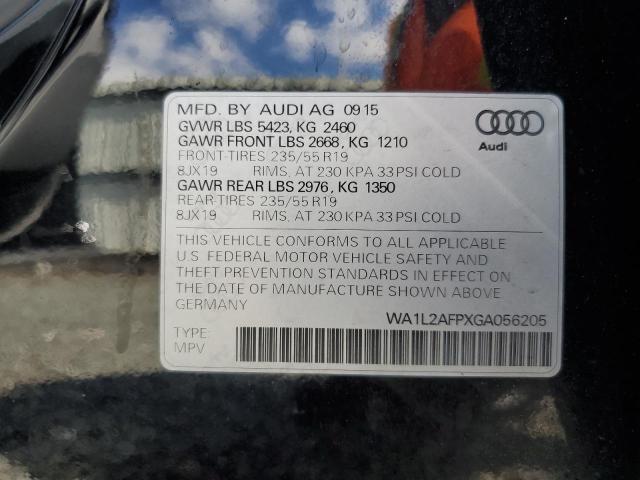 MFD. BY AUDI AG 09 15
GVWR LBS 5423, KG 2460
GAWR FRONT LBS 2668, KG 1210
FRONT-TIRES 235/55 R19
8JX19 RIMS, AT 230 KPA 33 PSI COLD
GAWR REAR LBS 2976, KG 1350
REAR-TIRES 235/55 R19
8JX19 RIMS, AT 230 KPA 33 PSI COLD
Audi
THIS VEHICLE CONFORMS TO ALL APPLICABLE
U.S. FEDERAL MOTOR VEHICLE SAFETY AND
THEFT PREVENTION STANDARDS IN EFFECT ON
THE DATE OF MANUFACTURE SHOWN ABOVE.
WA1L2AFPXGA056205
TYPE
MPV